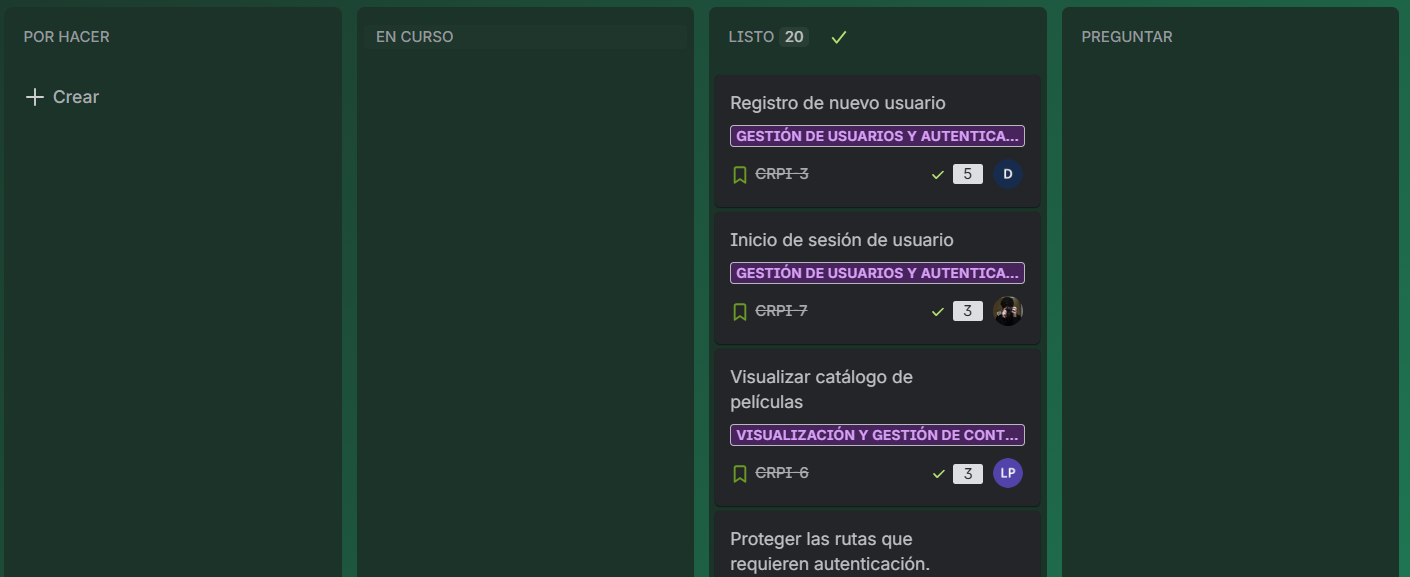 POR HACER
+ Crear
EN CURSO
LISTO 20
Registro de nuevo usuario
GESTIÓN DE USUARIOS Y AUTENTICA...
CRPI-3
5
D
Inicio de sesión de usuario
GESTIÓN DE USUARIOS Y AUTENTICA...
CRPI-7
3
Visualizar catálogo de
películas
VISUALIZACIÓN Y GESTIÓN DE CONT...
CRPI-6
3
LP
Proteger las rutas que
requieren autenticación.
PREGUNTAR